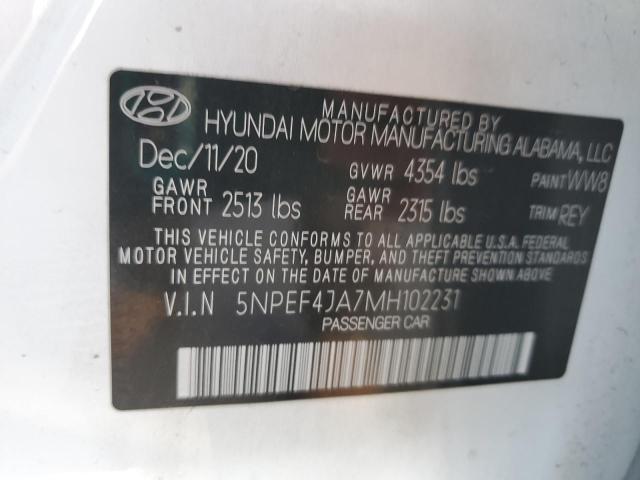 MANUFACTURED BY
HYUNDAI MOTOR MANUFACTURING ALABAMA, LLC
Dec/11/20 GVWR 4354 lbs PAINT WW8
GAWR FRONT 2513 lbs GAWR REAR 2315 lbs TRIM REY
THIS VEHICLE CONFORMS TO ALL APPLICABLE U.S.A. FEDERAL
MOTOR VEHICLE SAFETY, BUMPER, AND THEFT PREVENTION STANDARDS
IN EFFECT ON THE DATE OF MANUFACTURE SHOWN ABOVE.
V.I.N 5NPEF4JA7MH102231
PASSENGER CAR